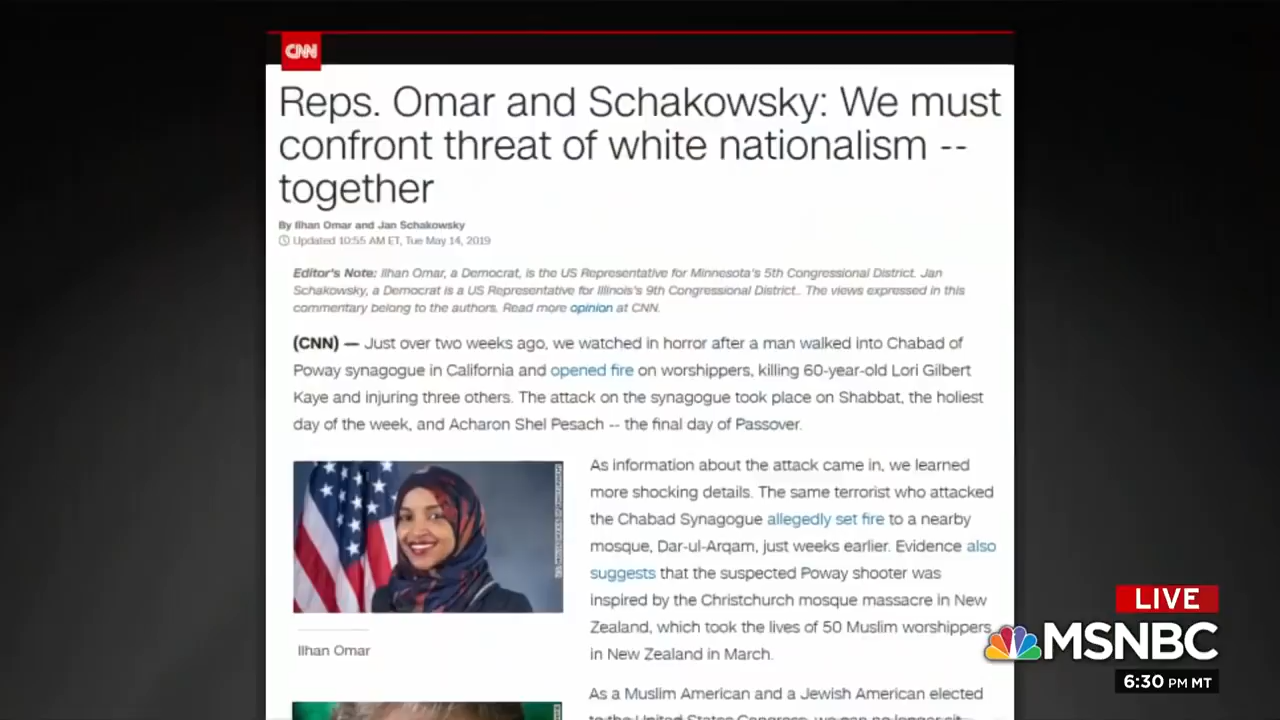 CNN
Reps. Omar and Schakowsky: We must
confront threat of white nationalism --
together
By Ilhan Omar and Jan Schakowsky
Updated 10:55 AM ET, Tue May 14, 2019
Editor's Note: Ilhan Omar, a Democrat, is the US Representative for Minnesota's 5th Congressional District. Jan
Schakowsky, a Democrat is a US Representative for Illinois's 9th Congressional District.. The views expressed in this
commentary belong to the authors. Read more opinion at CNN.
(CNN) — Just over two weeks ago, we watched in horror after a man walked into Chabad of
Poway synagogue in California and opened fire on worshippers, killing 60-year-old Lori Gilbert
Kaye and injuring three others. The attack on the synagogue took place on Shabbat, the holiest
day of the week, and Acharon Shel Pesach -- the final day of Passover.
As information about the attack came in, we learned
more shocking details. The same terrorist who attacked
the Chabad Synagogue allegedly set fire to a nearby
mosque, Dar-ul-Arqam, just weeks earlier. Evidence also
suggests that the suspected Poway shooter was
inspired by the Christchurch mosque massacre in New
Zealand, which took the lives of 50 Muslim worshippers
in New Zealand in March.
Ilhan Omar
As a Muslim American and a Jewish American elected
to the United States Congress, we can no longer sit
LIVE
MSNBC
6:30 PM MT